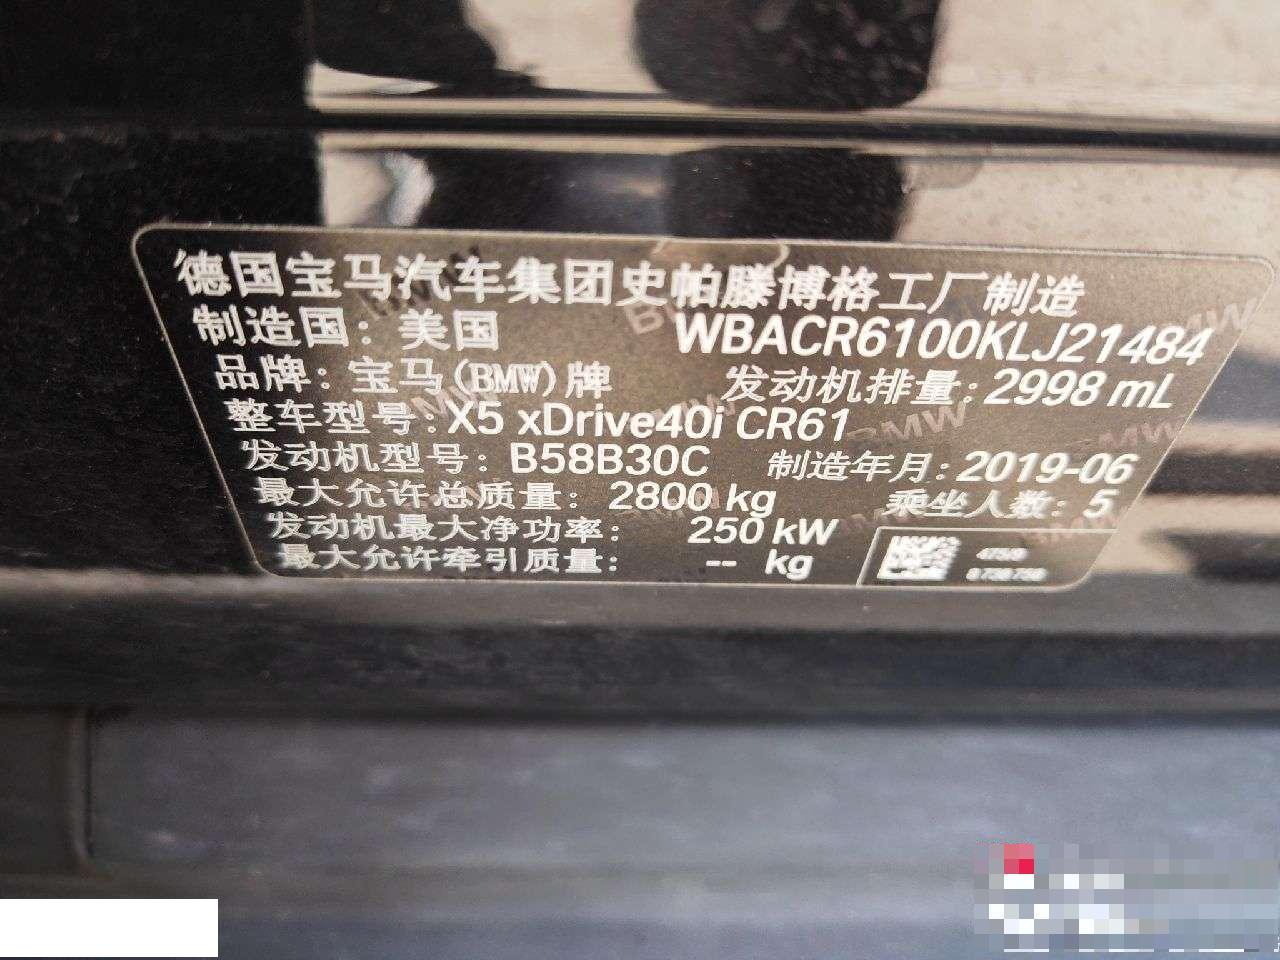 德国宝马汽车集团史帕滕博格工厂制造
制造国：美国 WBACR6100KLJ21484
品牌：宝马(BMW)牌 发动机排量：2998 mL
整车型号：X5 xDrive40i CR61
发动机型号：B58B30C 制造年月：2019-06
最大允许总质量：2800 kg 乘坐人数：5
发动机最大净功率：250 kW
最大允许牵引质量：-- kg